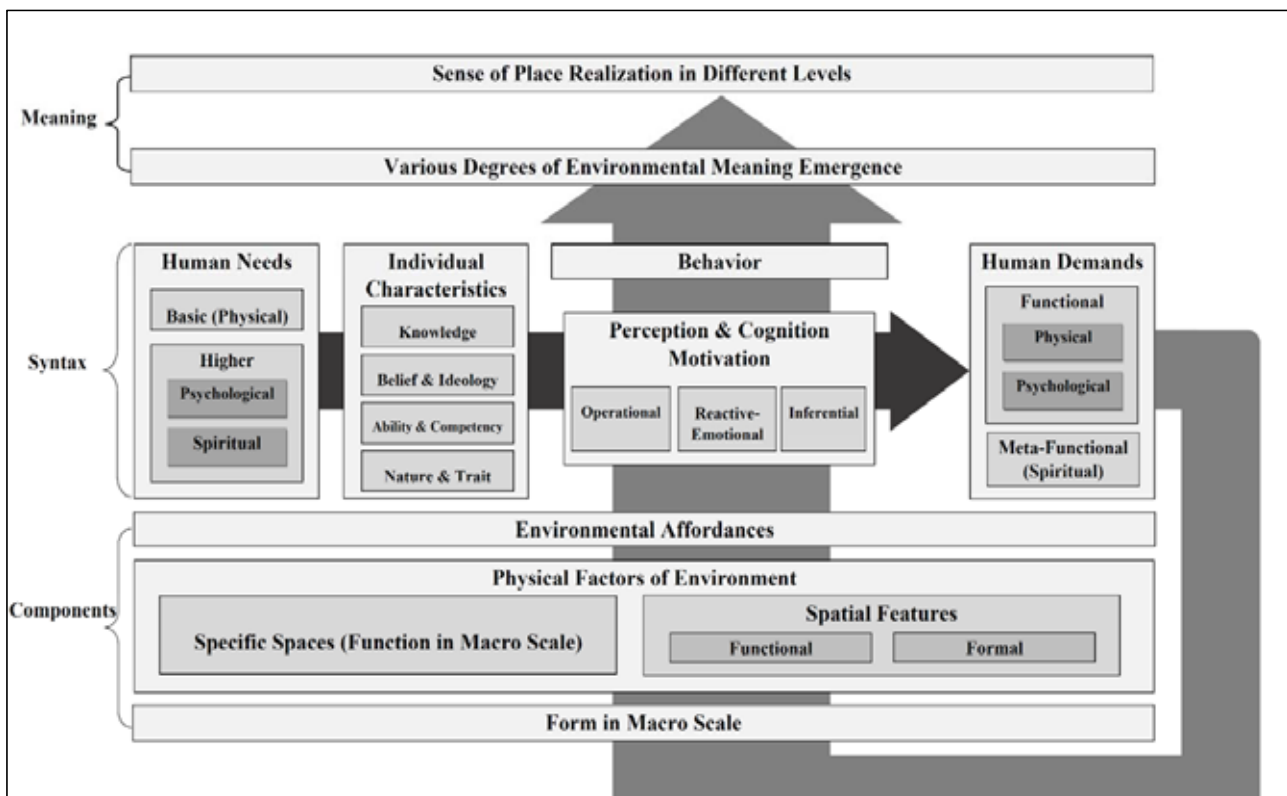 Sense of Place Realization in Different Levels
Meaning
Various Degrees of Environmental Meaning Emergence
Syntax
Human Needs
Basic (Physical)
Higher
Psychological
Spiritual
Individual
Characteristics
Knowledge
Belief & Ideology
Ability & Competency
Nature & Trait
Behavior
Perception & Cognition
Motivation
Operational
Reactive-
Emotional
Inferential
Human Demands
Functional
Physical
Psychological
Meta-Functional
(Spiritual)
Components
Environmental Affordances
Physical Factors of Environment
Specific Spaces (Function in Macro Scale)
Spatial Features
Functional
Formal
Form in Macro Scale